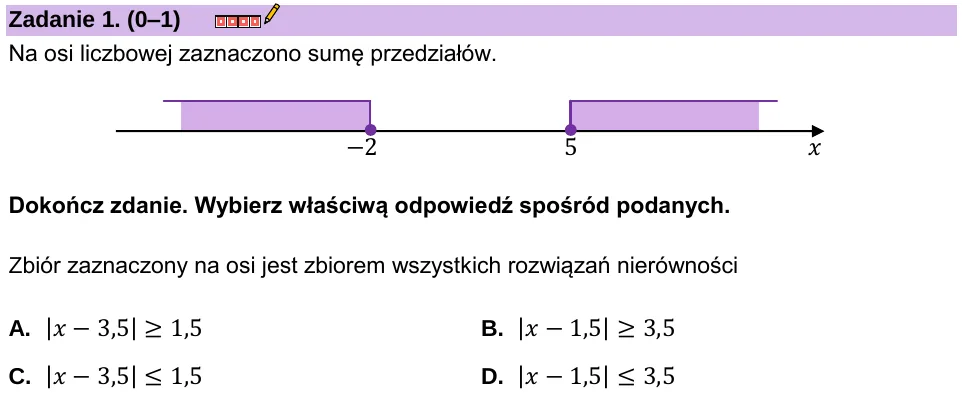 Zadanie 1. (0–1)
Na osi liczbowej zaznaczono sumę przedziałów.
−2 5 x
Dokończ zdanie. Wybierz właściwą odpowiedź spośród podanych.
Zbiór zaznaczony na osi jest zbiorem wszystkich rozwiązań nierówności
A. |x − 3,5| ≥ 1,5 B. |x − 1,5| ≥ 3,5
C. |x − 3,5| ≤ 1,5 D. |x − 1,5| ≤ 3,5